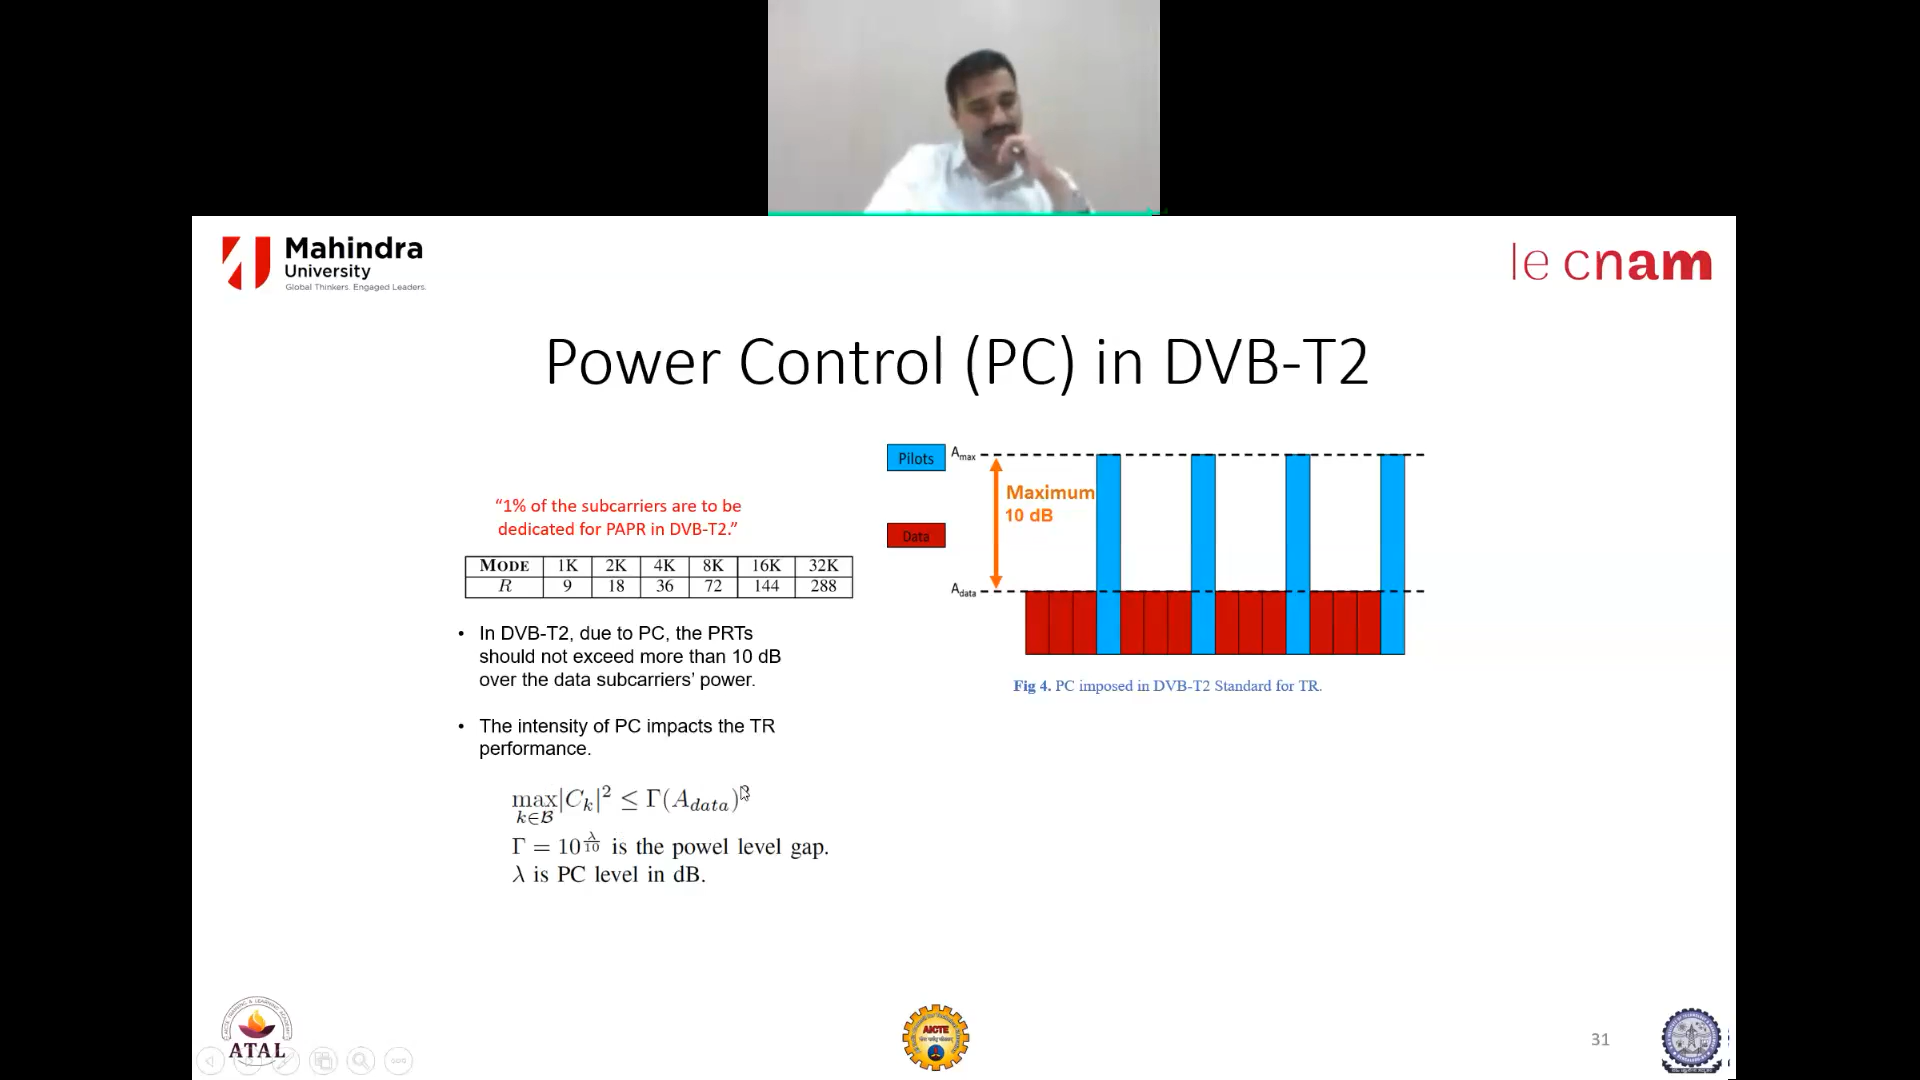 Mahindra
University
Global Thinkers. Engaged Leaders.
le cnam
Power Control (PC) in DVB-T2
“1% of the subcarriers are to be
dedicated for PAPR in DVB-T2.”
MODE 1K 2K 4K 8K 16K 32K
R 9 18 36 72 144 288
• In DVB-T2, due to PC, the PRTs
should not exceed more than 10 dB
over the data subcarriers’ power.
• The intensity of PC impacts the TR
performance.
max|C_k|^2 ≤ Γ(A_data)^2
k∈B
Γ = 10^{λ/10} is the powel level gap.
λ is PC level in dB.
Pilots
A_max
Maximum
10 dB
Data
A_data
Fig 4. PC imposed in DVB-T2 Standard for TR.
ATAL
AICTE
31